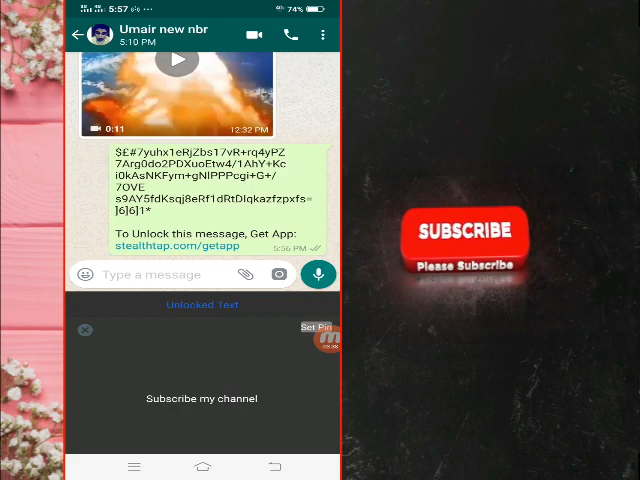 5:57
74%
Umair new nbr
5:10 PM
0:11
12:32 PM
$£#7yuhx1eRjZbs17vR+rq4yPZ
7Arg0do2PDXuoEtw4/1AhY+Kc
i0kAsNKFym+gNlPPPcgi+G+/
7OVE
s9AY5fdKsqj8eRf1dRtDlqkazfzpxfs=
]6]6]1*
To Unlock this message, Get App:
stealthtap.com/getapp
5:56 PM
Type a message
Unlocked Text
Set Pin
Subscribe my channel
SUBSCRIBE
Please Subscribe